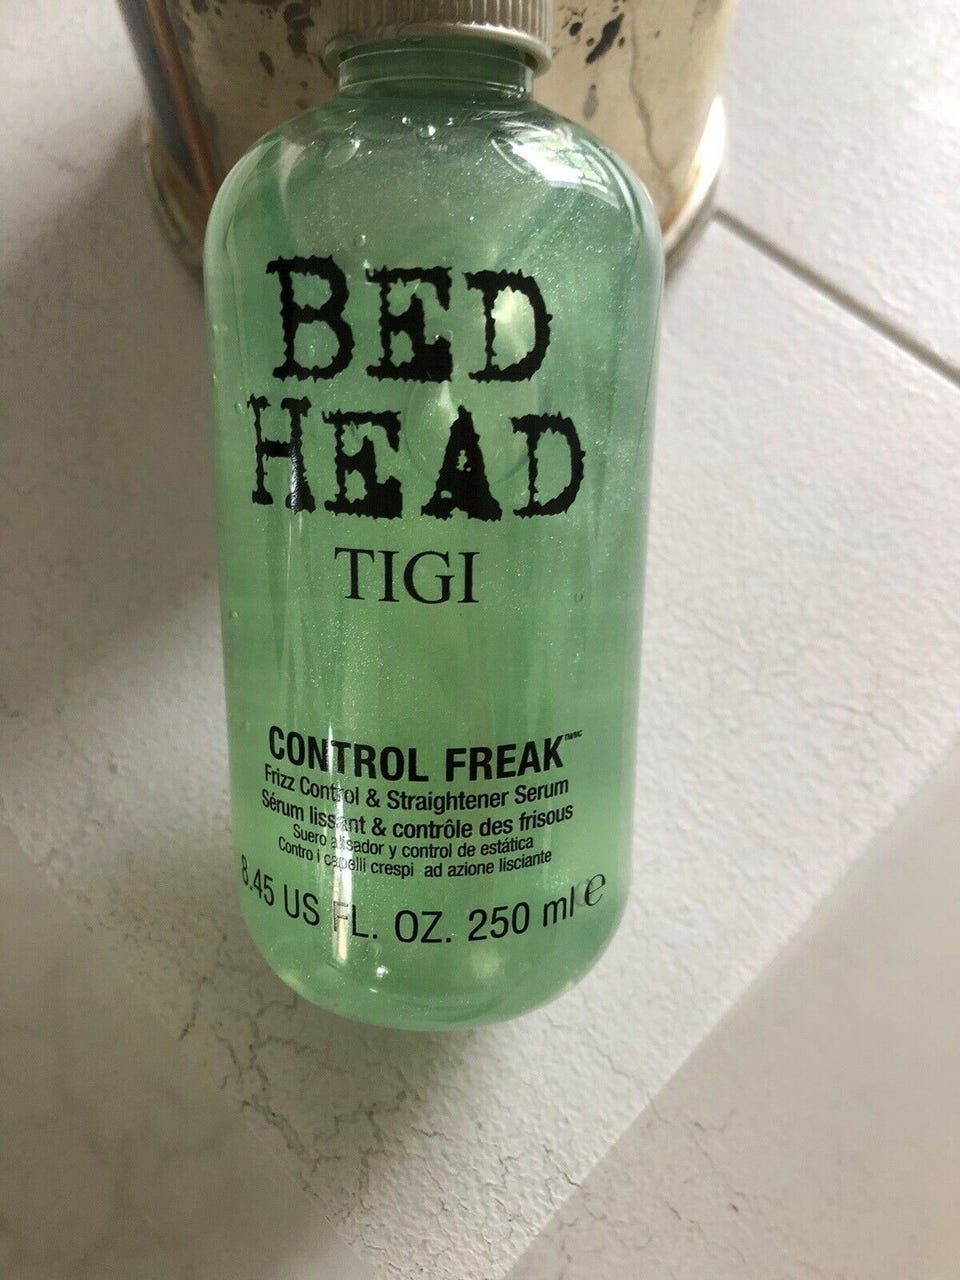 BED
HEAD
TIGI
CONTROL FREAK
Frizz Control & Straightener Serum
Sérum lissant & contrôle des frisous
Suero alisador y control de estática
Contro i capelli crespi ad azione lisciante
8.45 US FL. OZ. 250 ml e